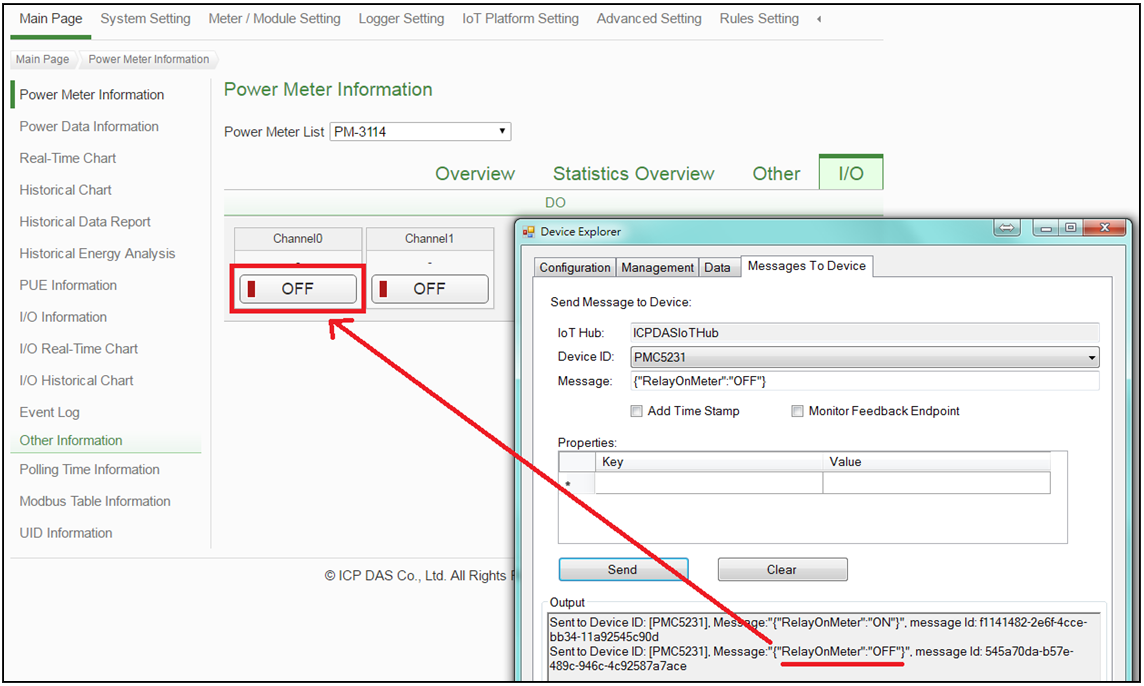 Main Page System Setting Meter / Module Setting Logger Setting IoT Platform Setting Advanced Setting Rules Setting
Main Page Power Meter Information
Power Meter Information
Power Data Information
Real-Time Chart
Historical Chart
Historical Data Report
Historical Energy Analysis
PUE Information
I/O Information
I/O Real-Time Chart
I/O Historical Chart
Event Log
Other Information
Polling Time Information
Modbus Table Information
UID Information
Power Meter Information
Power Meter List PM-3114
Overview Statistics Overview Other I/O
DO
Channel0 Channel1
- -
OFF OFF
© ICP DAS Co., Ltd. All Rights
Device Explorer
Configuration Management Data Messages To Device
Send Message to Device:
IoT Hub: ICPDASIoTHub
Device ID: PMC5231
Message: {"RelayOnMeter":"OFF"}
Add Time Stamp Monitor Feedback Endpoint
Properties:
Key Value
*
Send Clear
Output
Sent to Device ID: [PMC5231], Message:"{"RelayOnMeter":"ON"}", message Id: f1141482-2e6f-4cce-
bb34-11a92545c90d
Sent to Device ID: [PMC5231], Message:"{"RelayOnMeter":"OFF"}", message Id: 545a70da-b57e-
489c-946c-4c92587a7ace